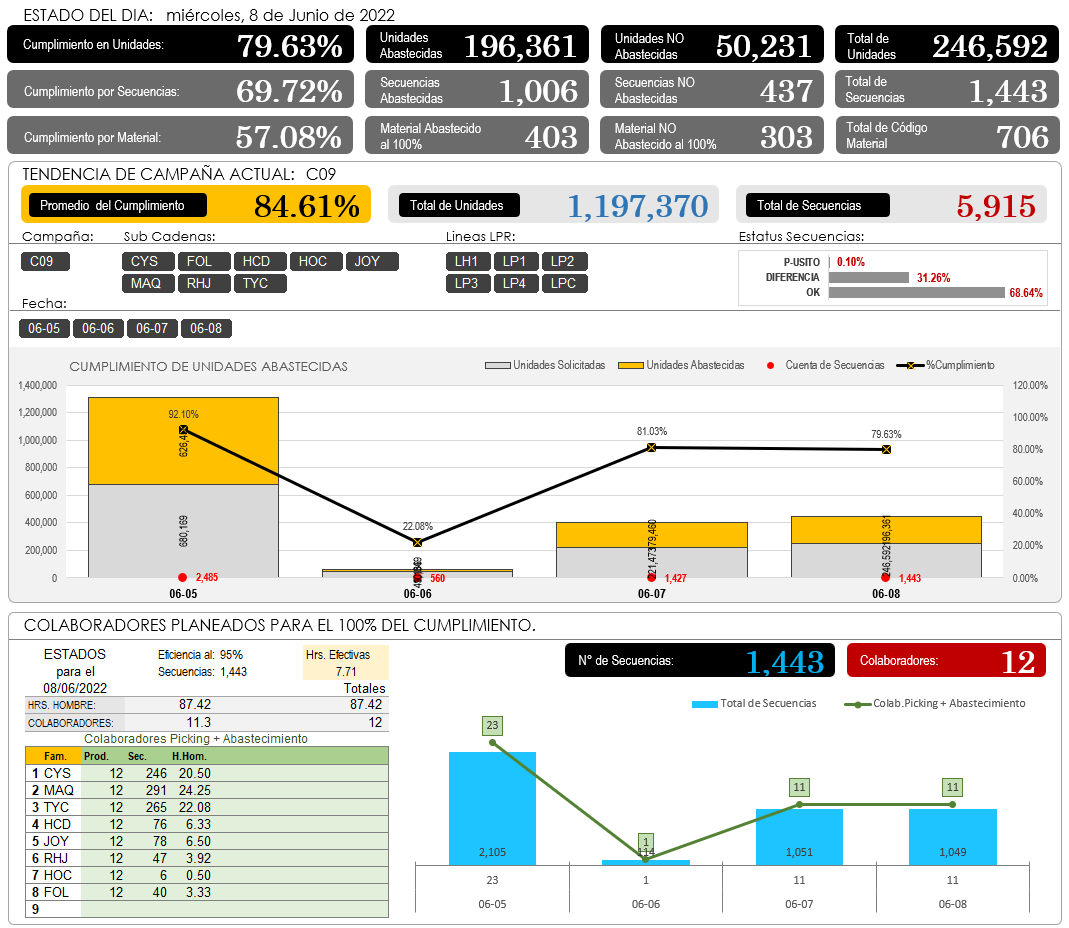 ESTADO DEL DIA: miércoles, 8 de Junio de 2022
Cumplimiento en Unidades: 79.63% Unidades Abastecidas 196,361 Unidades NO Abastecidas 50,231 Total de Unidades 246,592
Cumplimiento por Secuencias: 69.72% Secuencias Abastecidas 1,006 Secuencias NO Abastecidas 437 Total de Secuencias 1,443
Cumplimiento por Material: 57.08% Material Abastecido al 100% 403 Material NO Abastecido al 100% 303 Total de Código Material 706
TENDENCIA DE CAMPAÑA ACTUAL: C09
Promedio del Cumplimiento 84.61% Total de Unidades 1,197,370 Total de Secuencias 5,915
Campaña: Sub Cadenas: Lineas LPR: Estatus Secuencias:
C09 CYS FOL HCD HOC JOY LH1 LP1 LP2
MAQ RHJ TYC LP3 LP4 LPC
P-USITO 0.10%
DIFERENCIA 31.26%
OK 68.64%
Fecha:
06-05 06-06 06-07 06-08
CUMPLIMIENTO DE UNIDADES ABASTECIDAS
Unidades Solicitadas Unidades Abastecidas Cuenta de Secuencias %Cumplimiento
1,400,000 120.00%
1,200,000 100.00%
1,000,000 80.00%
800,000 60.00%
600,000 40.00%
400,000 20.00%
200,000 0.00%
0
92.10% 22.08% 81.03% 79.63%
680,169 246,592 196,361
2,485 560 1,427 1,443
06-05 06-06 06-07 06-08
COLABORADORES PLANEADOS PARA EL 100% DEL CUMPLIMIENTO.
ESTADOS para el 08/06/2022
Eficiencia al: 95%
Secuencias: 1,443
Hrs. Efectivas
7.71
Totales
HRS. HOMBRE: 87.42 87.42
COLABORADORES: 11.3 12
Colaboradores Picking + Abastecimiento
Fam. Prod. Sec. H.Hom.
1 CYS 12 246 20.50
2 MAQ 12 291 24.25
3 TYC 12 265 22.08
4 HCD 12 76 6.33
5 JOY 12 78 6.50
6 RHJ 12 47 3.92
7 HOC 12 6 0.50
8 FOL 12 40 3.33
9
N° de Secuencias: 1,443 Colaboradores: 12
Total de Secuencias Colab.Picking + Abastecimiento
23 1 11 11
2,105 114 1,051 1,049
23 1 11 11
06-05 06-06 06-07 06-08